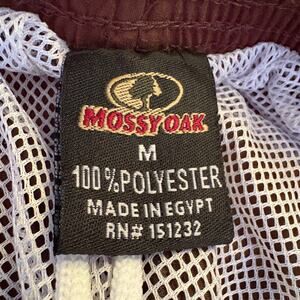 MOSSY OAK
M
100% POLYESTER
MADE IN EGYPT
RN# 151232